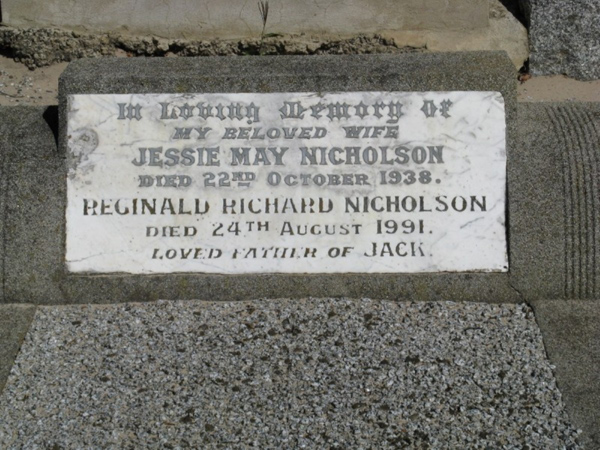 In Loving Memory Of
MY BELOVED WIFE
JESSIE MAY NICHOLSON
DIED 22ND OCTOBER 1938.
REGINALD RICHARD NICHOLSON
DIED 24TH AUGUST 1991.
LOVED FATHER OF JACK.